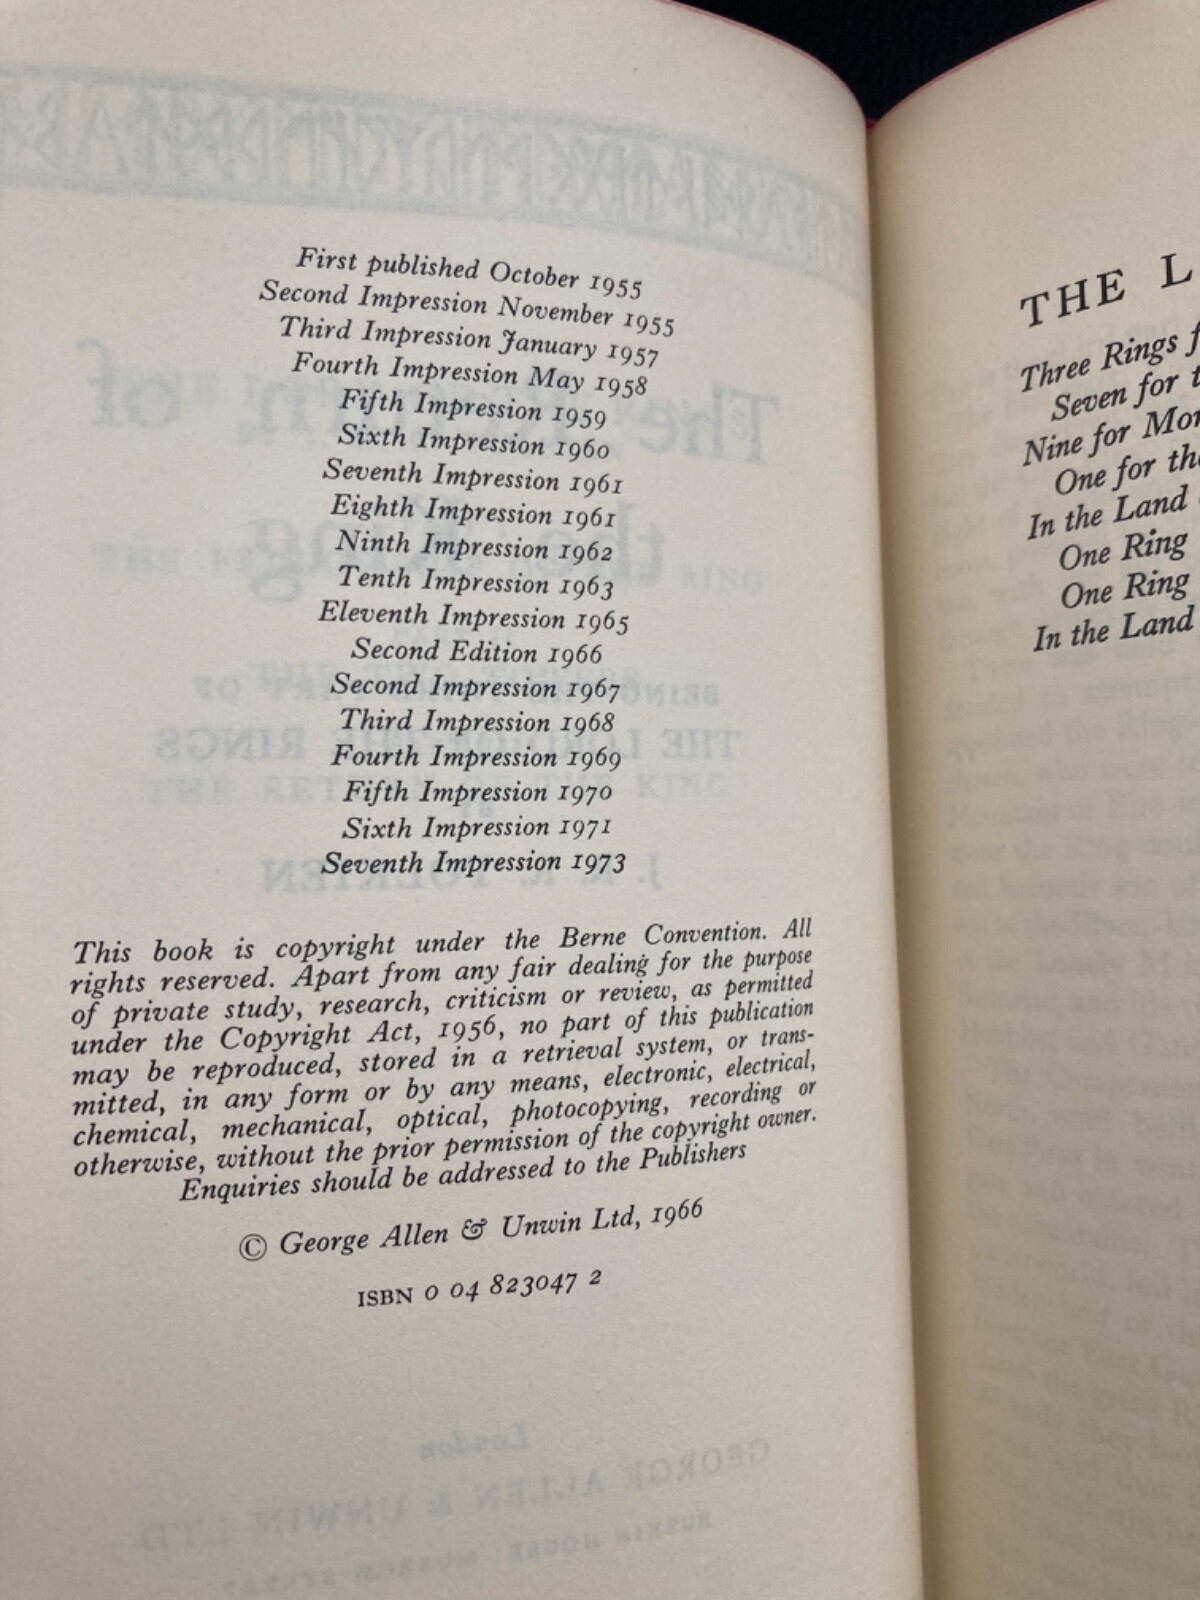 First published October 1955
Second Impression November 1955
Third Impression January 1957
Fourth Impression May 1958
Fifth Impression 1959
Sixth Impression 1960
Seventh Impression 1961
Eighth Impression 1961
Ninth Impression 1962
Tenth Impression 1963
Eleventh Impression 1965
Second Edition 1966
Second Impression 1967
Third Impression 1968
Fourth Impression 1969
Fifth Impression 1970
Sixth Impression 1971
Seventh Impression 1973
This book is copyright under the Berne Convention. All
rights reserved. Apart from any fair dealing for the purpose
of private study, research, criticism or review, as permitted
under the Copyright Act, 1956, no part of this publication
may be reproduced, stored in a retrieval system, or trans-
mitted, in any form or by any means, electronic, electrical,
chemical, mechanical, optical, photocopying, recording or
otherwise, without the prior permission of the copyright owner.
Enquiries should be addressed to the Publishers
© George Allen & Unwin Ltd, 1966
ISBN 0 04 823047 2
THE L
Three Rings f
Seven for t
Nine for Mor
One for the
In the Land
One Ring
One Ring
In the Land